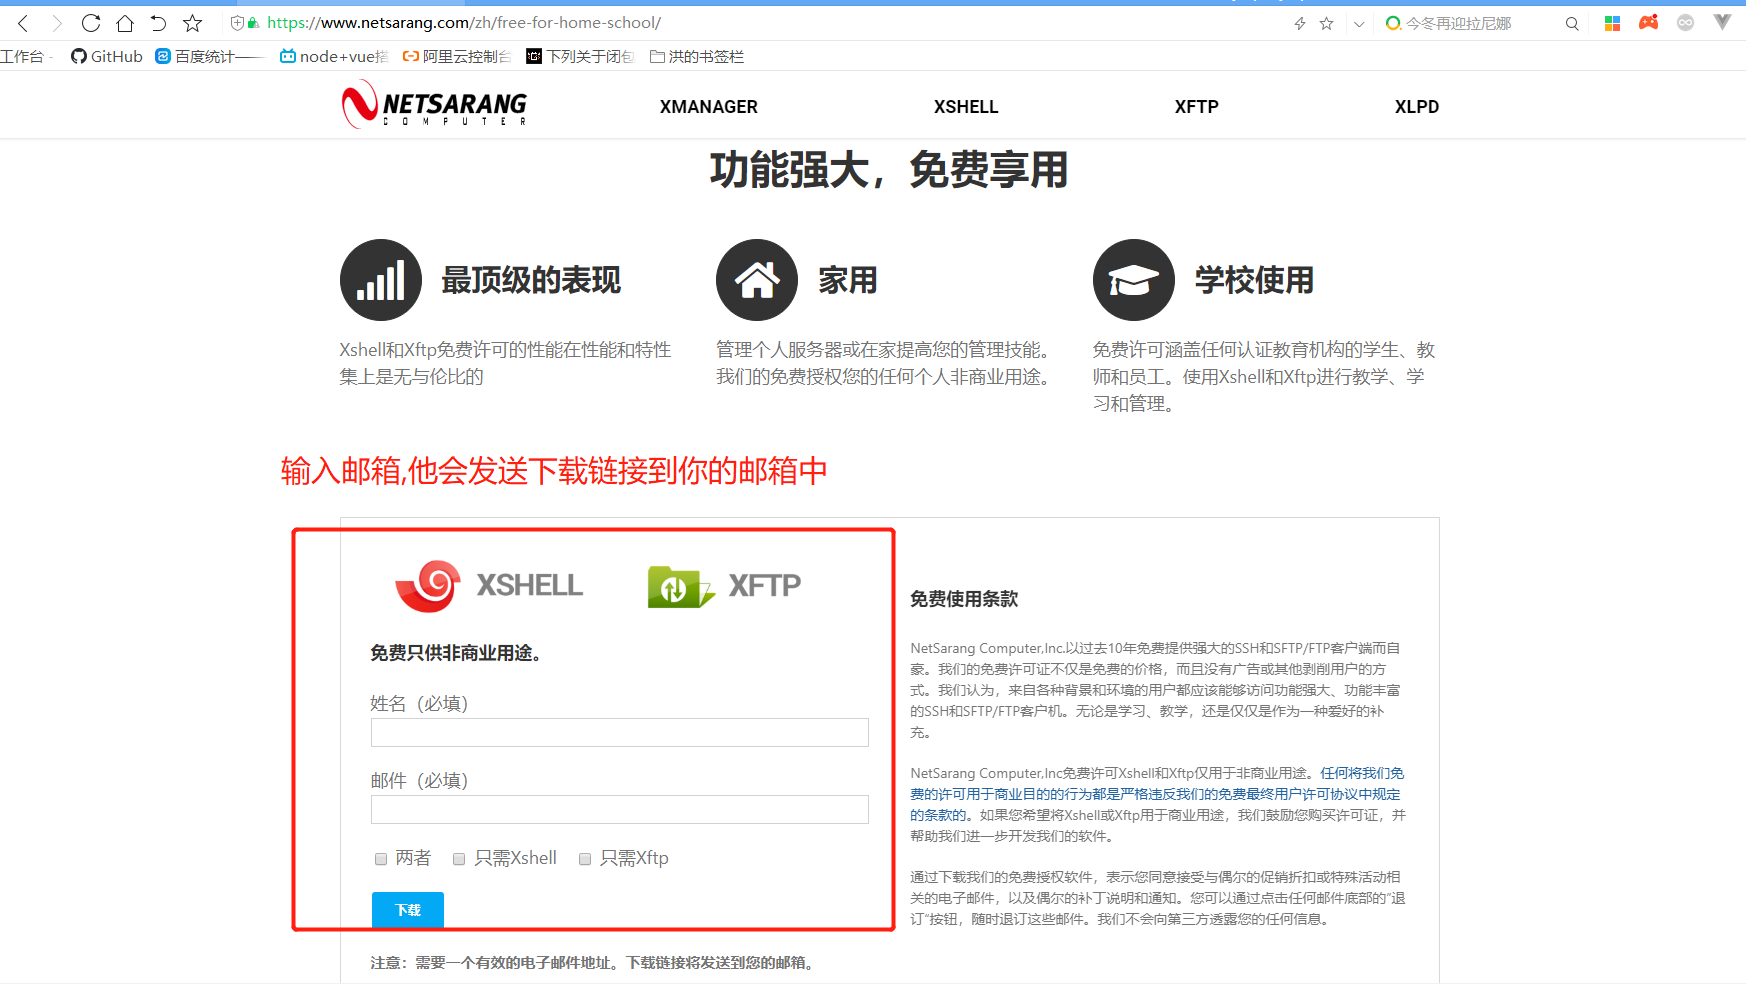 https://www.netsarang.com/zh/free-for-home-school/
今冬再迎拉尼娜
工作台 -
GitHub
百度统计——
node+vue搭
阿里云控制台
下列关于闭包
洪的书签栏
NETSARANG
COMPUTER
XMANAGER
XSHELL
XFTP
XLPD
功能强大，免费享用
最顶级的表现
Xshell和Xftp免费许可的性能在性能和特性
集上是无与伦比的
家用
管理个人服务器或在家提高您的管理技能。
我们的免费授权您的任何个人非商业用途。
学校使用
免费许可涵盖任何认证教育机构的学生、教
师和员工。使用Xshell和Xftp进行教学、学
习和管理。
输入邮箱,他会发送下载链接到你的邮箱中
XSHELL
XFTP
免费只供非商业用途。
姓名（必填）
邮件（必填）
两者
只需Xshell
只需Xftp
下载
注意：需要一个有效的电子邮件地址。下载链接将发送到您的邮箱。
免费使用条款
NetSarang Computer,Inc.以过去10年免费提供强大的SSH和SFTP/FTP客户端而自
豪。我们的免费许可证不仅是免费的价格，而且没有广告或其他剥削用户的方
式。我们认为，来自各种背景和环境的用户都应该能够访问功能强大、功能丰富
的SSH和SFTP/FTP客户机。无论是学习、教学，还是仅仅是作为一种爱好的补
充。
NetSarang Computer,Inc免费许可Xshell和Xftp仅用于非商业用途。任何将我们免
费的许可用于商业目的的行为都是严格违反我们的免费最终用户许可协议中规定
的条款的。如果您希望将Xshell或Xftp用于商业用途，我们鼓励您购买许可证，并
帮助我们进一步开发我们的软件。
通过下载我们的免费授权软件，表示您同意接受与偶尔的促销折扣或特殊活动相
关的电子邮件，以及偶尔的补丁说明和通知。您可以通过点击任何邮件底部的“退
订”按钮，随时退订这些邮件。我们不会向第三方透露您的任何信息。